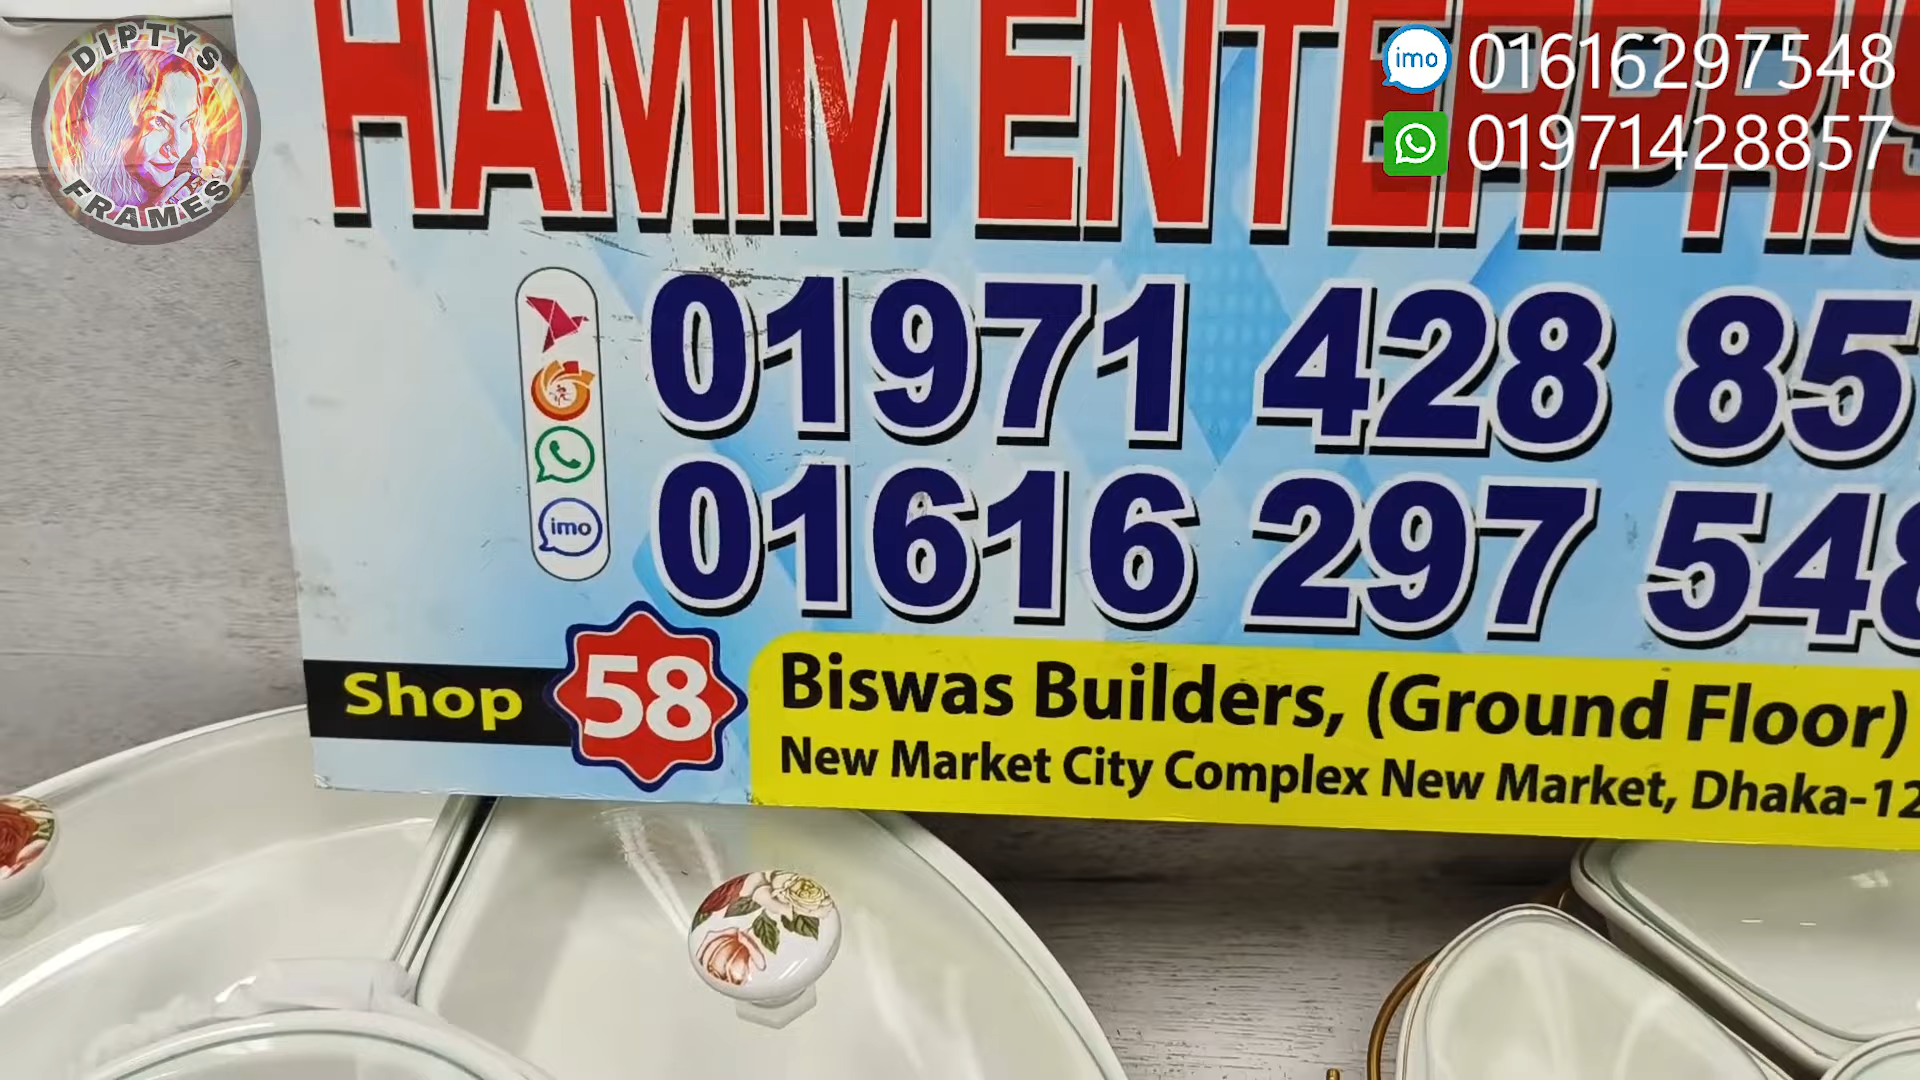 DIPTYS
FRAMES
imo 01616297548
01971428857
HAMIM ENTERPRIS
01971 428 85
imo
01616 297 548
Shop 58
Biswas Builders, (Ground Floor)
New Market City Complex New Market, Dhaka-12